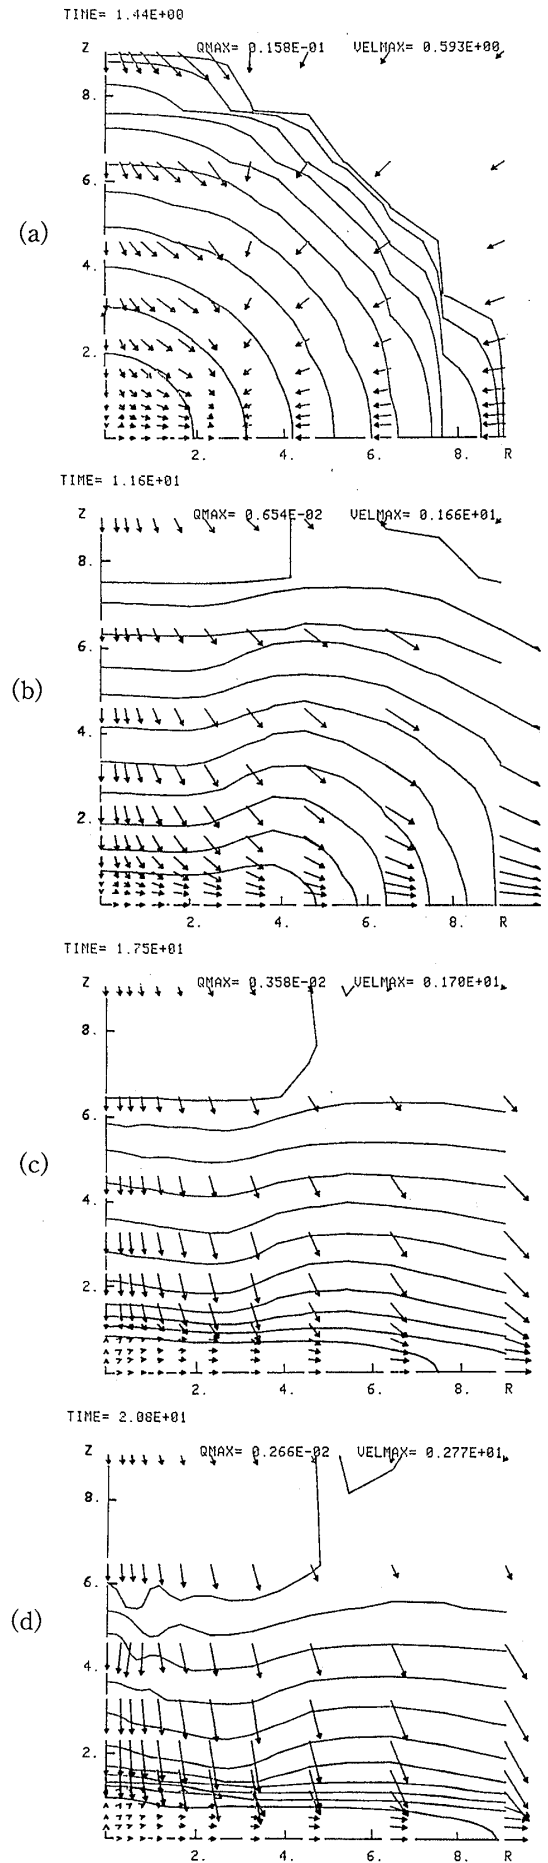 TIME= 1.44E+00
Z QMAX= 0.158E-01 VELMAX= 0.593E+00
8.
6.
(a)
4.
2.
2. 4. 6. 8. R
TIME= 1.16E+01
Z QMAX= 0.654E-02 VELMAX= 0.166E+01
8.
6.
(b)
4.
2.
2. 4. 6. 8. R
TIME= 1.75E+01
Z QMAX= 0.358E-02 VELMAX= 0.170E+01
8.
6.
(c)
4.
2.
2. 4. 6. 8. R
TIME= 2.08E+01
Z QMAX= 0.266E-02 VELMAX= 0.277E+01
8.
6.
(d)
4.
2.
2. 4. 6. 8. R